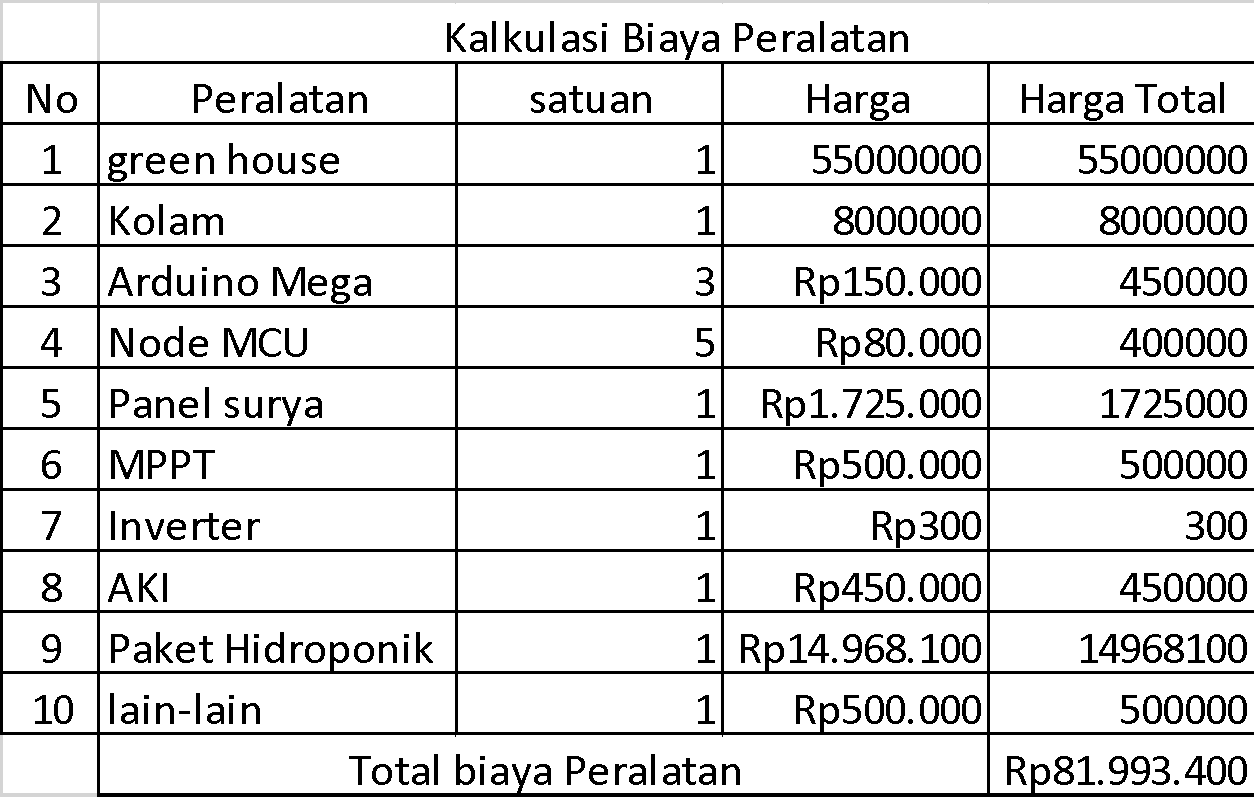 Kalkulasi Biaya Peralatan
No Peralatan satuan Harga Harga Total
1 green house 1 55000000 55000000
2 Kolam 1 8000000 8000000
3 Arduino Mega 3 Rp150.000 450000
4 Node MCU 5 Rp80.000 400000
5 Panel surya 1 Rp1.725.000 1725000
6 MPPT 1 Rp500.000 500000
7 Inverter 1 Rp300 300
8 AKI 1 Rp450.000 450000
9 Paket Hidroponik 1 Rp14.968.100 14968100
10 lain-lain 1 Rp500.000 500000
Total biaya Peralatan Rp81.993.400